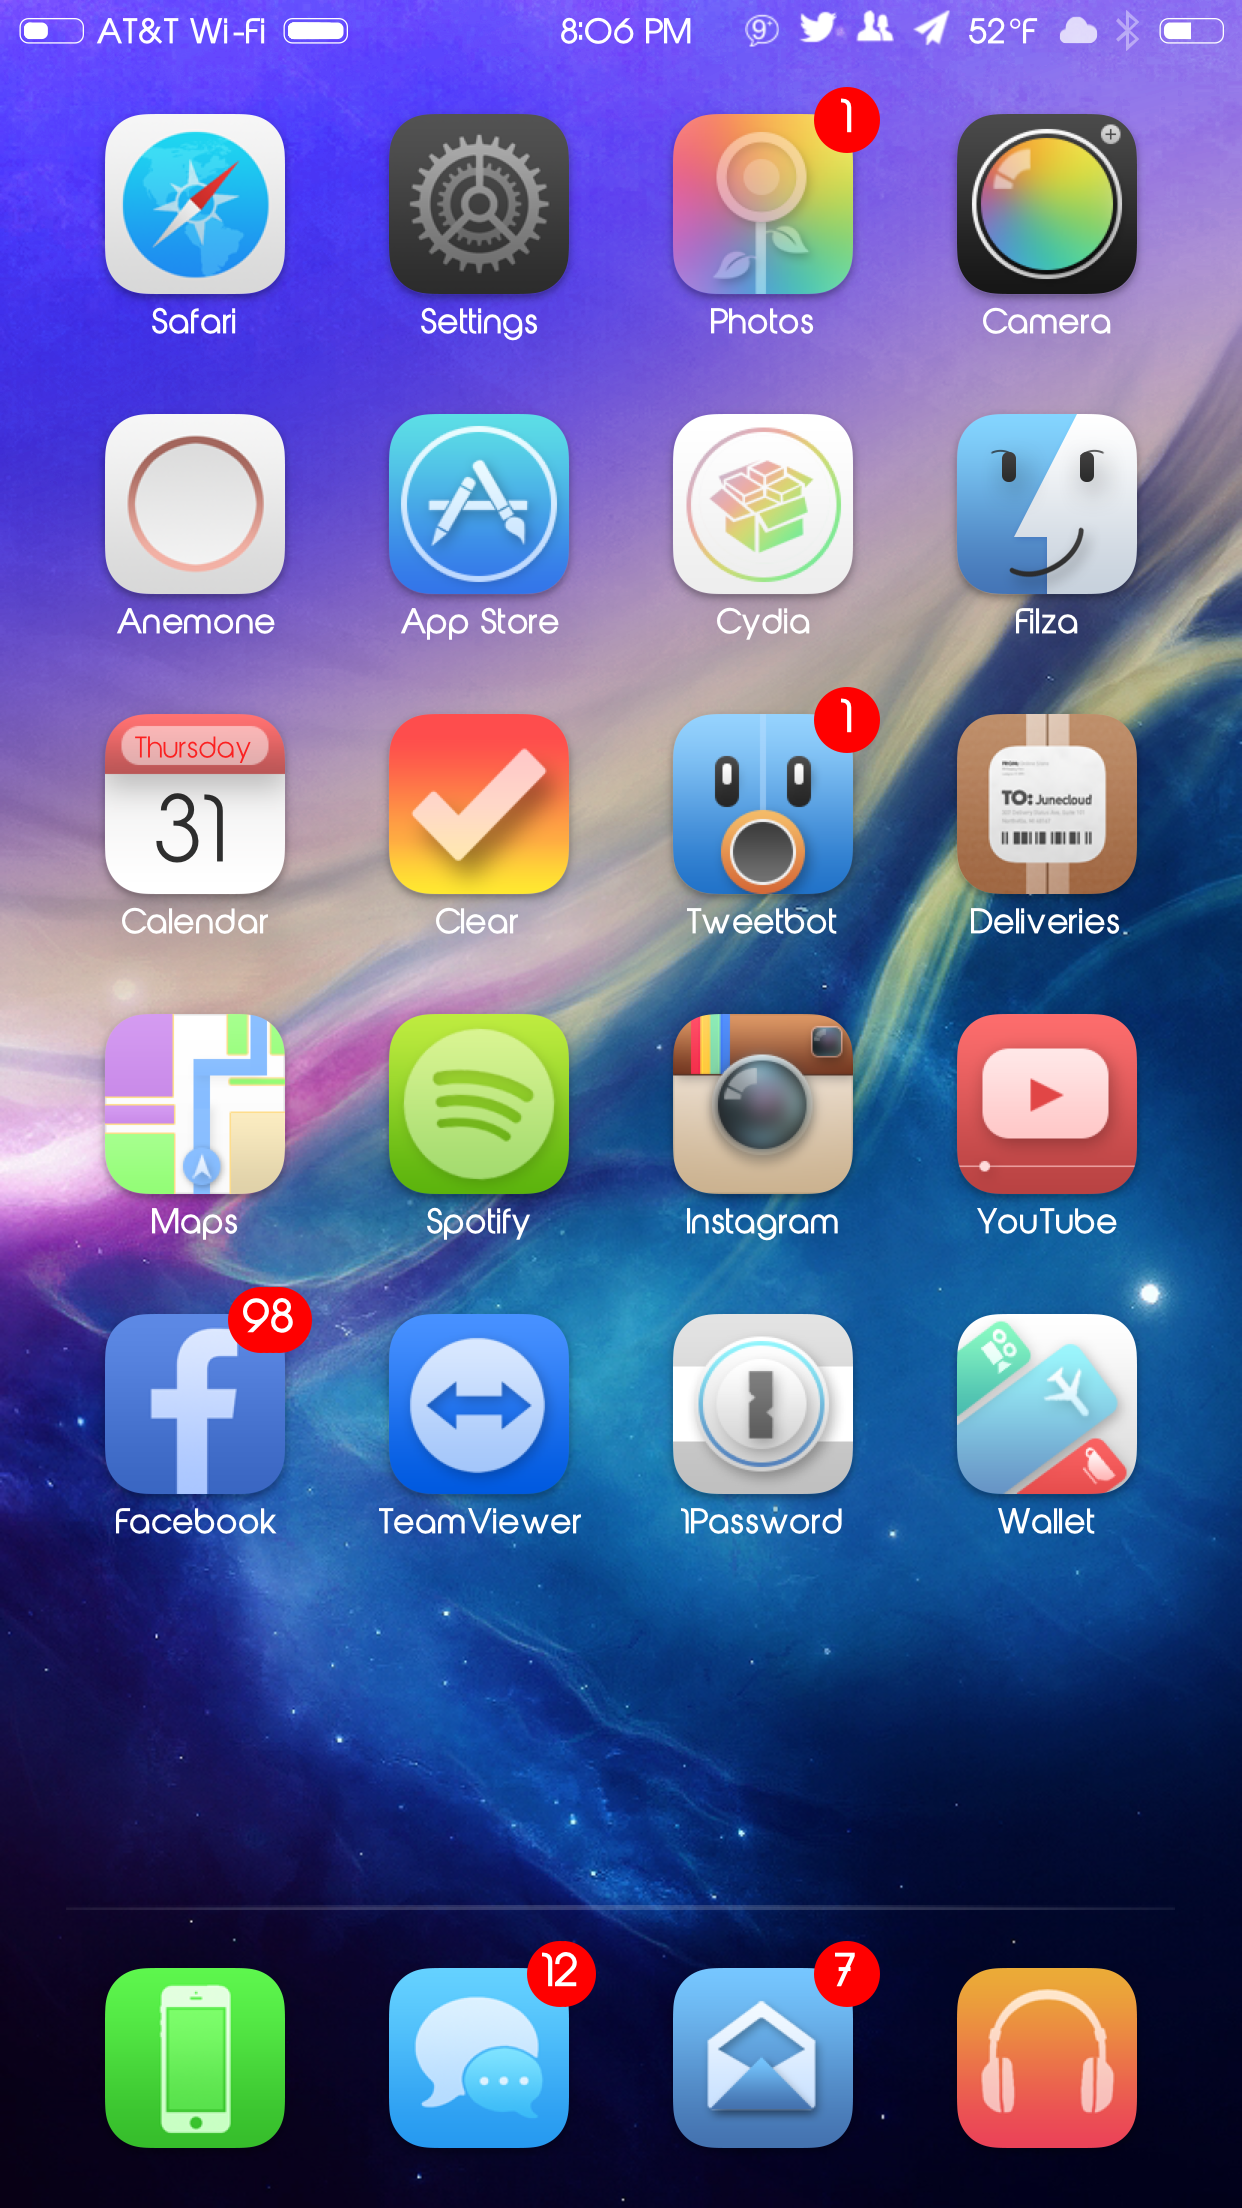 AT&T Wi-Fi 8:06 PM 9+ 52°F
1
Safari Settings Photos Camera
Anemone App Store Cydia Filza
Thursday
31
1
FROM:
TO: Junecloud
Calendar Clear Tweetbot Deliveries
Maps Spotify Instagram YouTube
98
Facebook TeamViewer 1Password Wallet
12 7